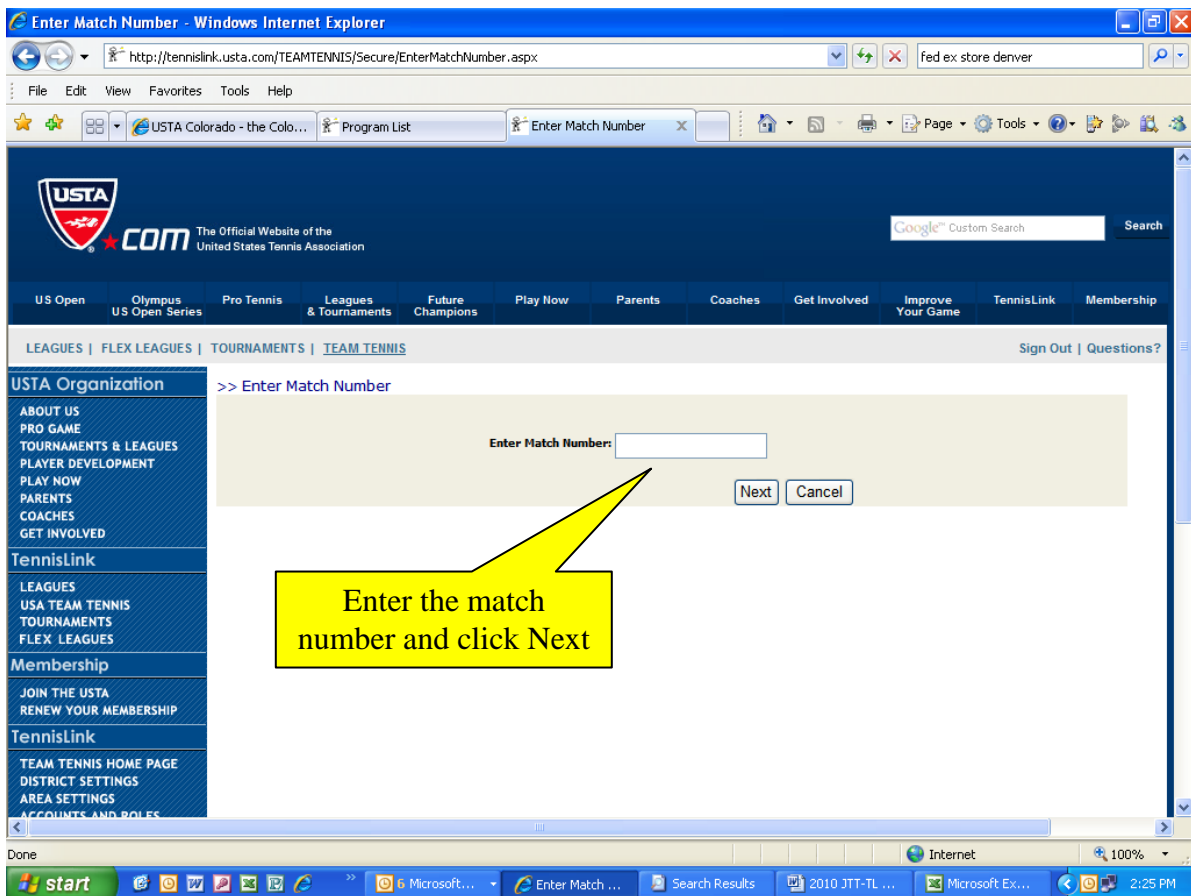 Enter Match Number - Windows Internet Explorer
http://tennislink.usta.com/TEAMTENNIS/Secure/EnterMatchNumber.aspx
fed ex store denver
File Edit View Favorites Tools Help
USTA Colorado - the Colo...
Program List
Enter Match Number
Page
Tools
USTA
.com
The Official Website of the
United States Tennis Association
Google™ Custom Search
Search
US Open
Olympus
US Open Series
Pro Tennis
Leagues
& Tournaments
Future
Champions
Play Now
Parents
Coaches
Get Involved
Improve
Your Game
TennisLink
Membership
LEAGUES | FLEX LEAGUES | TOURNAMENTS | TEAM TENNIS
Sign Out | Questions?
USTA Organization
ABOUT US
PRO GAME
TOURNAMENTS & LEAGUES
PLAYER DEVELOPMENT
PLAY NOW
PARENTS
COACHES
GET INVOLVED
TennisLink
LEAGUES
USA TEAM TENNIS
TOURNAMENTS
FLEX LEAGUES
Membership
JOIN THE USTA
RENEW YOUR MEMBERSHIP
TennisLink
TEAM TENNIS HOME PAGE
DISTRICT SETTINGS
AREA SETTINGS
ACCOUNTS AND ROLES
>> Enter Match Number
Enter Match Number:
Next
Cancel
Enter the match
number and click Next
Done
Internet
100%
start
6 Microsoft...
Enter Match ...
Search Results
2010 JTT-TL ...
Microsoft Ex...
2:25 PM